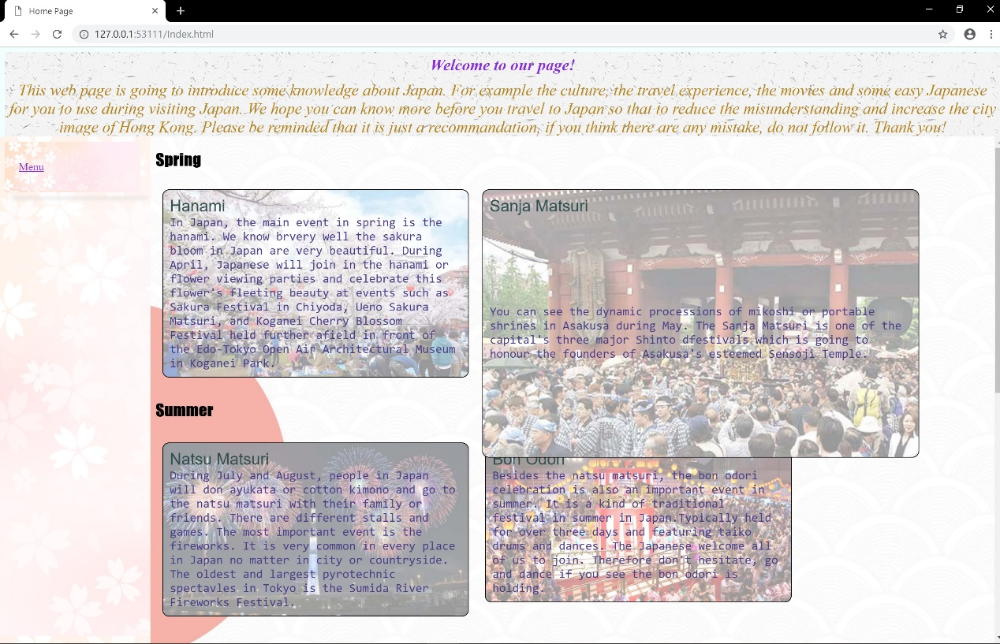 Home Page
127.0.0.1:53111/Index.html
Welcome to our page!
This web page is going to introduce some knowledge about Japan. For example the culture, the travel experience, the movies and some easy Japanese
for you to use during visiting Japan. We hope you can know more before you travel to Japan so that to reduce the misunderstanding and increase the city
image of Hong Kong. Please be reminded that it is just a recommandation, if you think there are any mistake, do not follow it. Thank you!
Menu
Spring
Hanami
In Japan, the main event in spring is the
hanami. We know brvery well the sakura
bloom in Japan are very beautiful. During
April, Japanese will join in the hanami or
flower viewing parties and celebrate this
flower's fleeting beauty at events such as
Sakura Festival in Chiyoda, Ueno Sakura
Matsuri, and Koganei Cherry Blossom
Festival held further afield in front of
the Edo-Tokyo Open Air Architectural Museum
in Koganei Park.
Sanja Matsuri
You can see the dynamic processions of mikoshi or portable
shrines in Asakusa during May. The Sanja Matsuri is one of the
capital's three major Shinto dfestivals which is going to
honour the founders of Asakusa's esteemed Sensoji Temple.
Summer
Natsu Matsuri
During July and August, people in Japan
will don ayukata or cotton kimono and go to
the natsu matsuri with their family or
friends. There are different stalls and
games. The most important event is the
fireworks. It is very common in every place
in Japan no matter in city or countryside.
The oldest and largest pyrotechnic
spectavles in Tokyo is the Sumida River
Fireworks Festival.
Bon Odori
Besides the natsu matsuri, the bon odori
celebration is also an important event in
summer. It is a kind of traditional
festival in summer in Japan.Typically held
for over three days and featuring taiko
drums and dances. The Japanese welcome all
of us to join. Therefore don't hesitate, go
and dance if you see the bon odori is
holding.